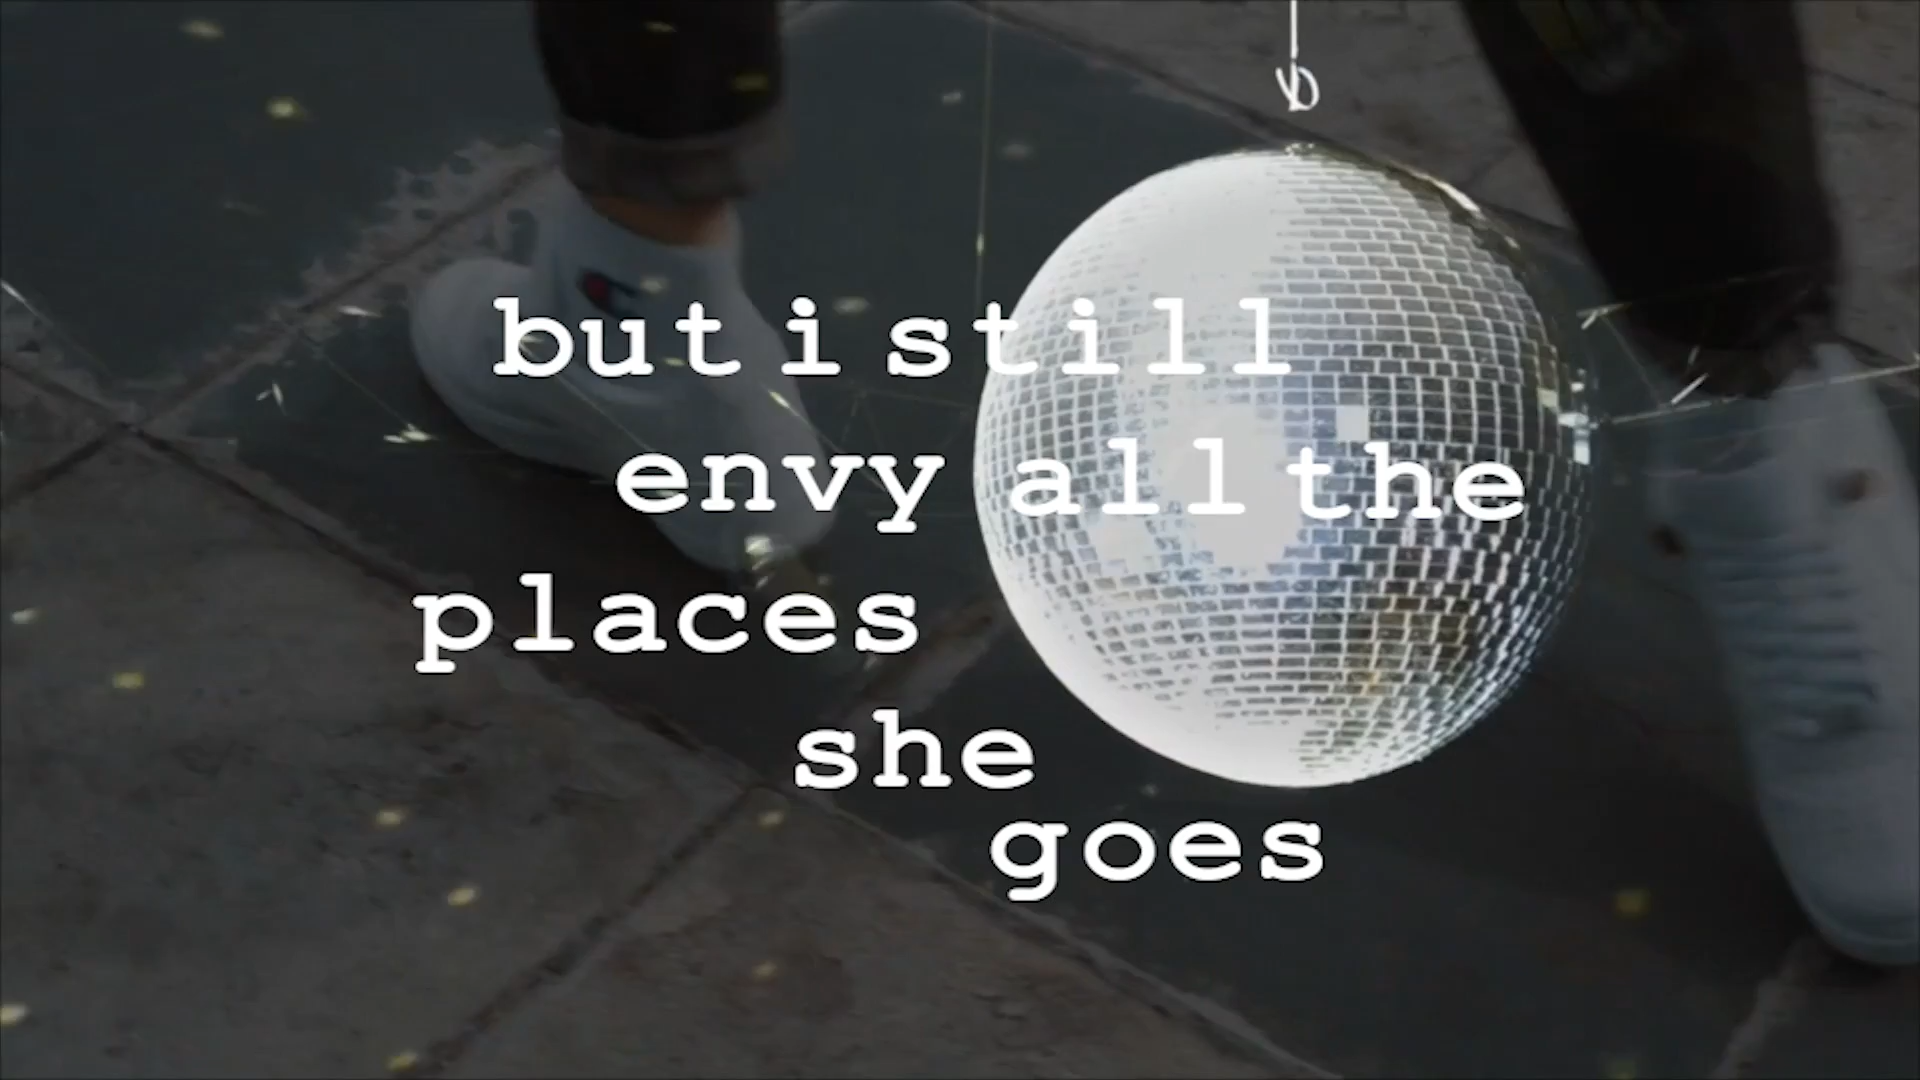 but i still
envy all the
places
she
goes